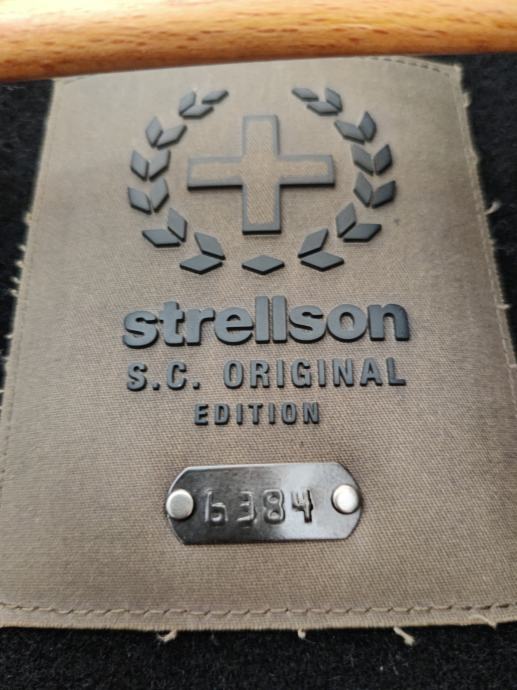 strellson
S.C. ORIGINAL
EDITION
6384